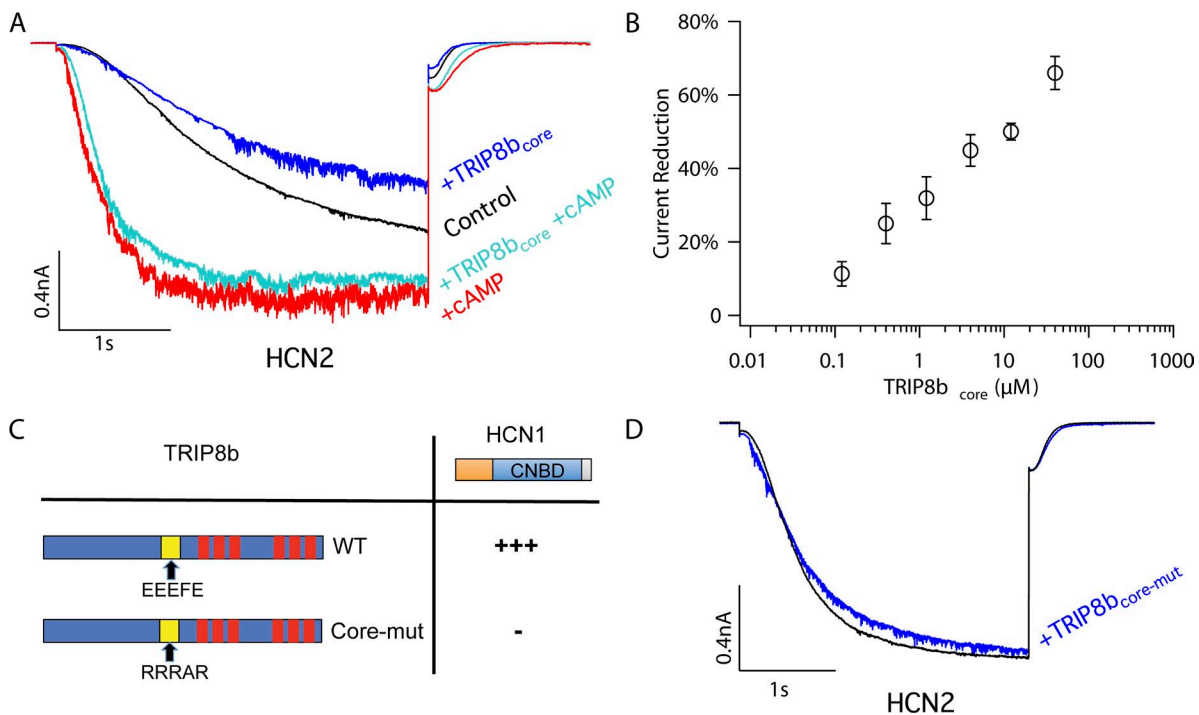 A
+TRIP8bcore
Control
+TRIP8bcore +cAMP
+cAMP
0.4nA
1s
HCN2
B
80%
60%
40%
20%
0
Current Reduction
0.01
0.1
1
10
100
1000
TRIP8b core (µM)
C
TRIP8b
HCN1
CNBD
WT
+++
EEEFE
Core-mut
-
RRRAR
D
+TRIP8bcore-mut
0.4nA
1s
HCN2